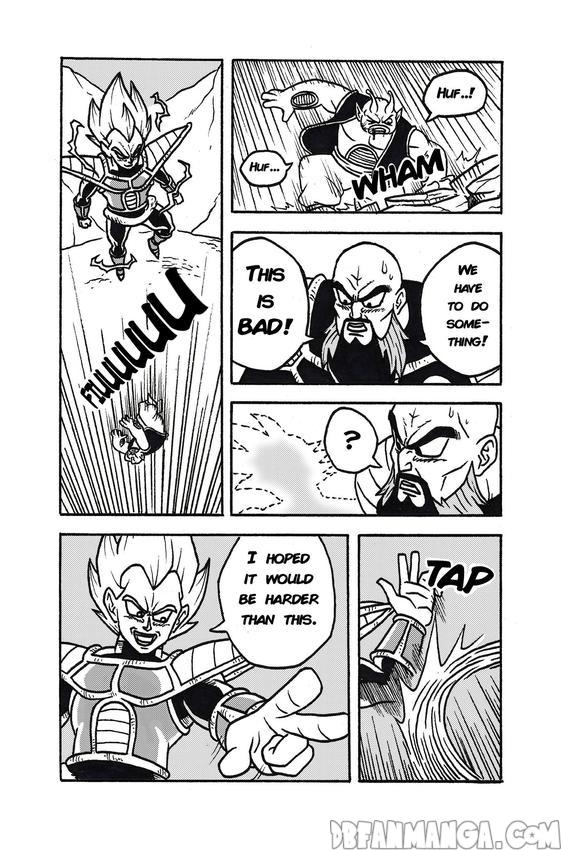 FIUUUUUU
HUF..!
HUF...
WHAM
THIS
IS
BAD!
WE
HAVE
TO DO
SOME-
THING!
?
I HOPED
IT WOULD
BE HARDER
THAN THIS.
TAP
DBFANMANGA.COM